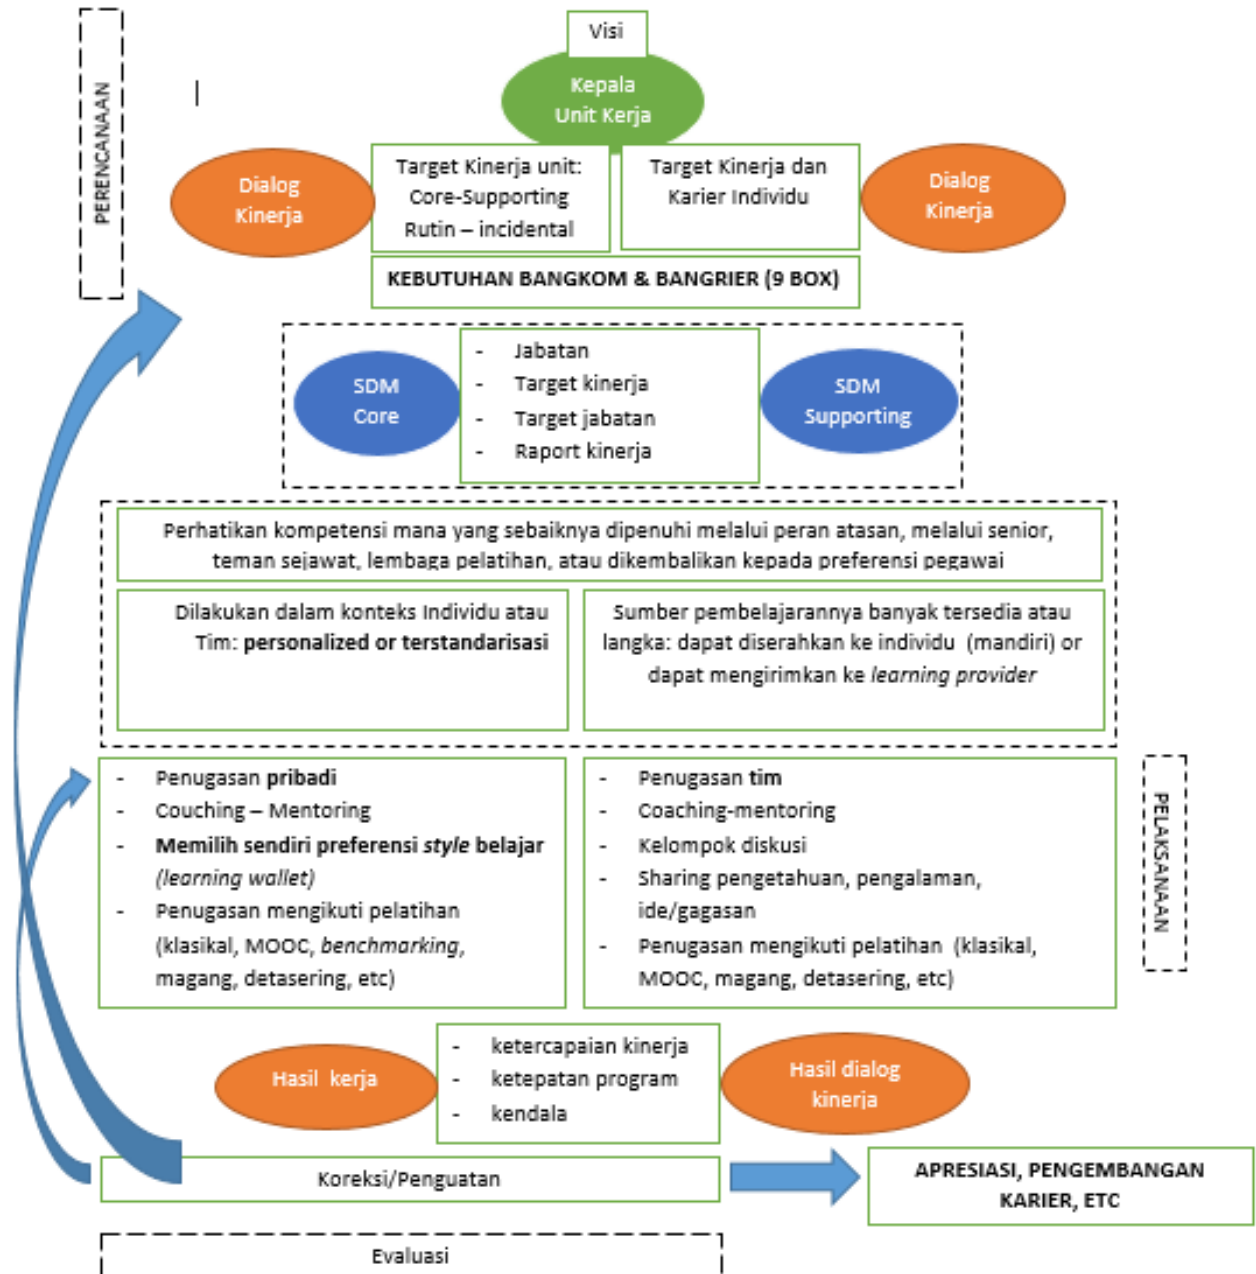 Visi
PERENCANAAN
Kepala
Unit Kerja
Dialog
Kinerja
Target Kinerja unit:
Core-Supporting
Rutin – incidental
Target Kinerja dan
Karier Individu
Dialog
Kinerja
KEBUTUHAN BANGKOM & BANGRIER (9 BOX)
SDM
Core
- Jabatan
- Target kinerja
- Target jabatan
- Raport kinerja
SDM
Supporting
Perhatikan kompetensi mana yang sebaiknya dipenuhi melalui peran atasan, melalui senior,
teman sejawat, lembaga pelatihan, atau dikembalikan kepada preferensi pegawai
Dilakukan dalam konteks Individu atau
Tim: personalized or terstandarisasi
Sumber pembelajarannya banyak tersedia atau
langka: dapat diserahkan ke individu (mandiri) or
dapat mengirimkan ke learning provider
- Penugasan pribadi
- Couching – Mentoring
- Memilih sendiri preferensi style belajar
(learning wallet)
- Penugasan mengikuti pelatihan
(klasikal, MOOC, benchmarking,
magang, detasering, etc)
- Penugasan tim
- Coaching-mentoring
- Kelompok diskusi
- Sharing pengetahuan, pengalaman,
ide/gagasan
- Penugasan mengikuti pelatihan (klasikal,
MOOC, magang, detasering, etc)
PELAKSANAAN
Hasil kerja
- ketercapaian kinerja
- ketepatan program
- kendala
Hasil dialog
kinerja
Koreksi/Penguatan
APRESIASI, PENGEMBANGAN
KARIER, ETC
Evaluasi